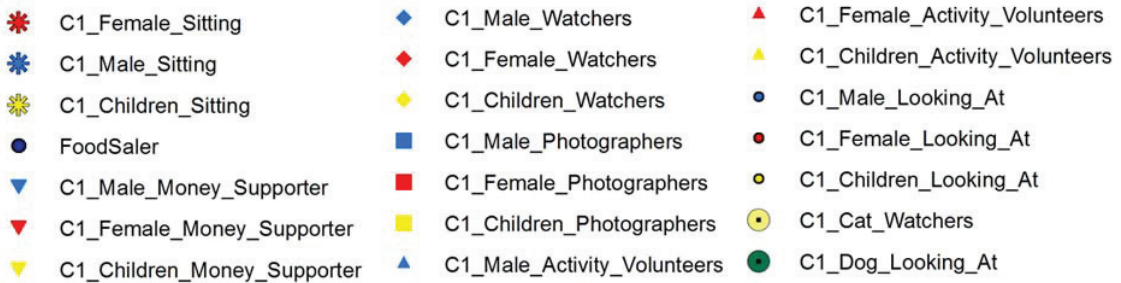 C1_Female_Sitting
C1_Male_Sitting
C1_Children_Sitting
FoodSaler
C1_Male_Money_Supporter
C1_Female_Money_Supporter
C1_Children_Money_Supporter
C1_Male_Watchers
C1_Female_Watchers
C1_Children_Watchers
C1_Male_Photographers
C1_Female_Photographers
C1_Children_Photographers
C1_Male_Activity_Volunteers
C1_Female_Activity_Volunteers
C1_Children_Activity_Volunteers
C1_Male_Looking_At
C1_Female_Looking_At
C1_Children_Looking_At
C1_Cat_Watchers
C1_Dog_Looking_At